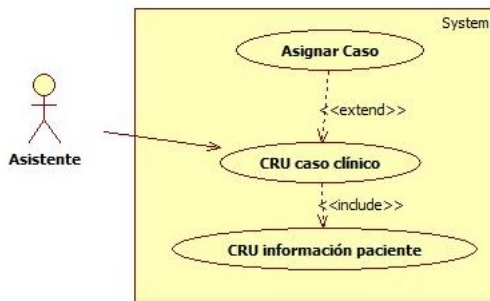 System
Asignar Caso
<<extend>>
Asistente
CRU caso clínico
<<include>>
CRU información paciente